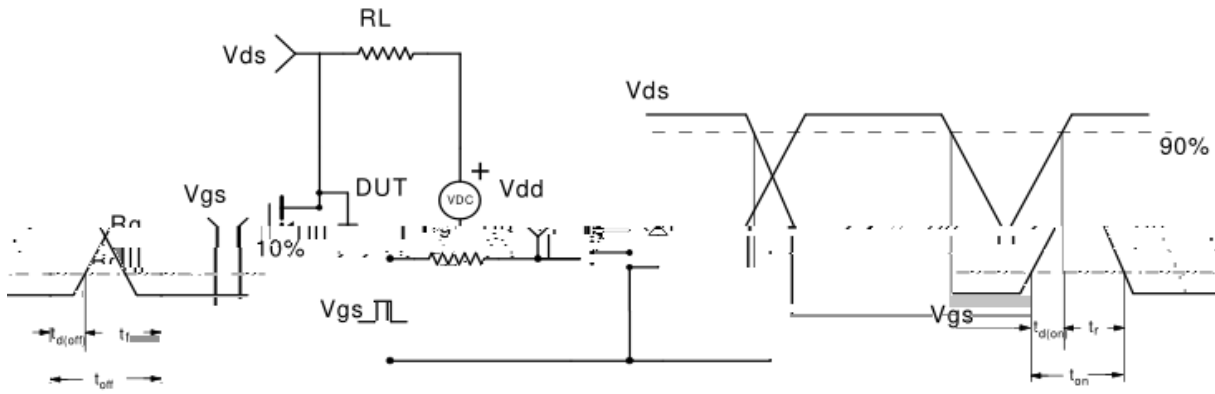 RL
Vds
Vds
90%
DUT
+
Vdd
VDC
Vgs
Rg
10%
Vgs
Vgs
td(off)
tf
td(on)
tr
toff
ton